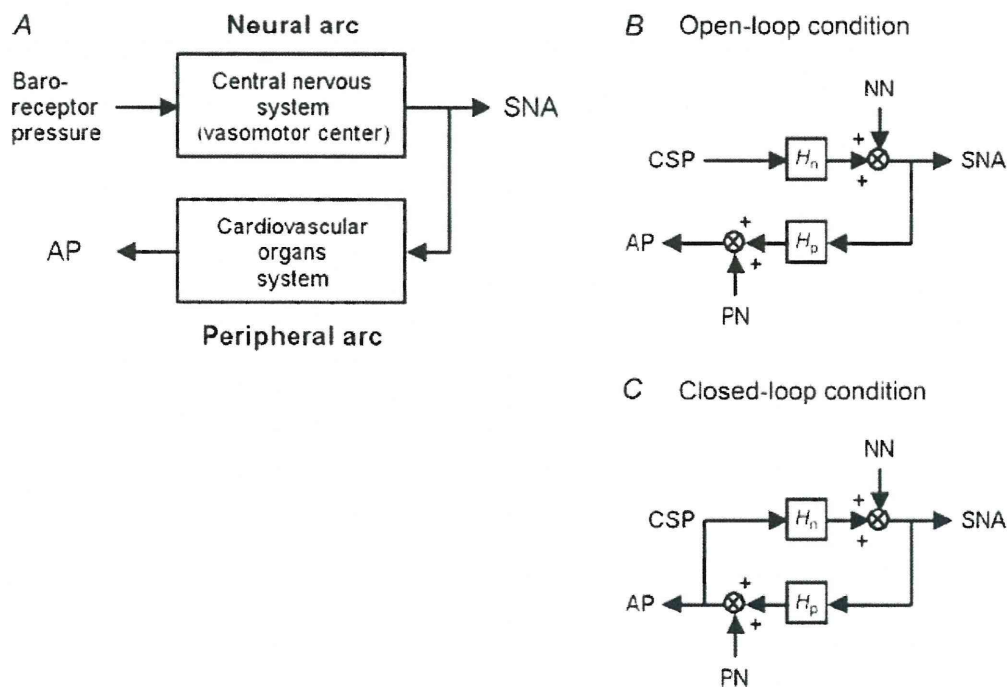 A
Neural arc
Baro-
receptor
pressure
Central nervous
system
(vasomotor center)
SNA
AP
Cardiovascular
organs
system
Peripheral arc
B Open-loop condition
NN
CSP
Hn
+
+
SNA
AP
+
+
Hp
PN
C Closed-loop condition
NN
CSP
Hn
+
+
SNA
AP
+
+
Hp
PN